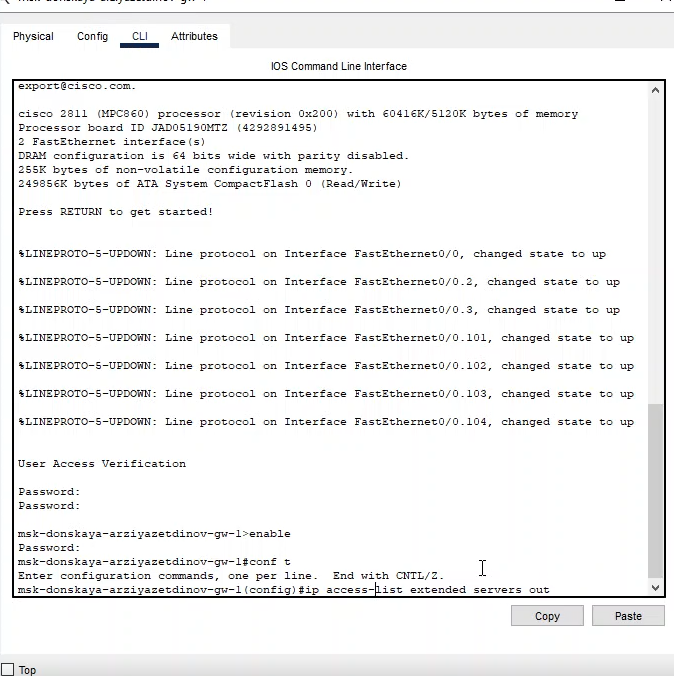 Physical Config CLI Attributes
IOS Command Line Interface
export@cisco.com.
cisco 2811 (MPC860) processor (revision 0x200) with 60416K/5120K bytes of memory
Processor board ID JAD05190MTZ (4292891495)
2 FastEthernet interface(s)
DRAM configuration is 64 bits wide with parity disabled.
255K bytes of non-volatile configuration memory.
249856K bytes of ATA System CompactFlash 0 (Read/Write)
Press RETURN to get started!
%LINEPROTO-5-UPDOWN: Line protocol on Interface FastEthernet0/0, changed state to up
%LINEPROTO-5-UPDOWN: Line protocol on Interface FastEthernet0/0.2, changed state to up
%LINEPROTO-5-UPDOWN: Line protocol on Interface FastEthernet0/0.3, changed state to up
%LINEPROTO-5-UPDOWN: Line protocol on Interface FastEthernet0/0.101, changed state to up
%LINEPROTO-5-UPDOWN: Line protocol on Interface FastEthernet0/0.102, changed state to up
%LINEPROTO-5-UPDOWN: Line protocol on Interface FastEthernet0/0.103, changed state to up
%LINEPROTO-5-UPDOWN: Line protocol on Interface FastEthernet0/0.104, changed state to up
User Access Verification
Password:
Password:
msk-donskaya-arziyazetdinov-gw-1>enable
Password:
msk-donskaya-arziyazetdinov-gw-1#conf t
Enter configuration commands, one per line.  End with CNTL/Z.
msk-donskaya-arziyazetdinov-gw-1(config)#ip access-list extended servers out
Copy Paste
Top